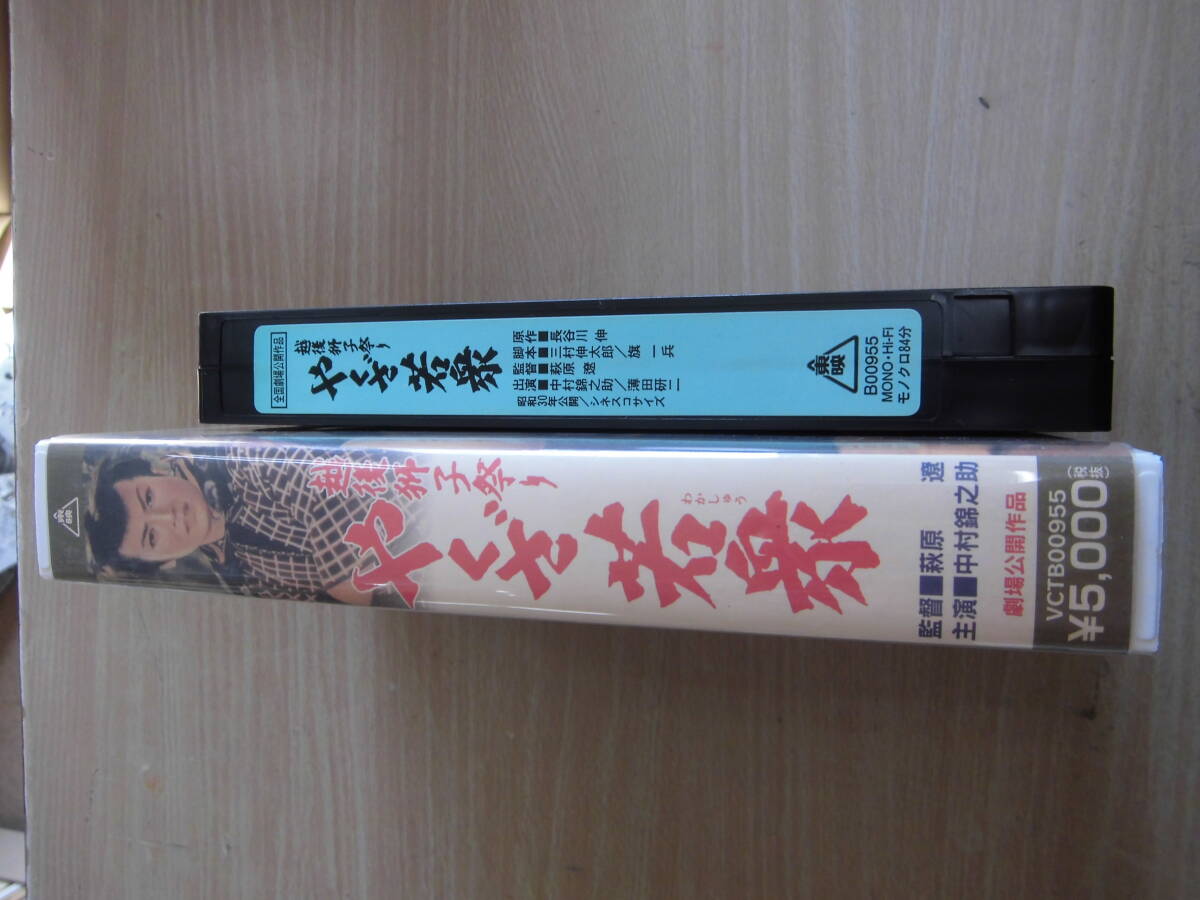 全国劇場公開作品
越後獅子祭り
やくざ若衆
原作■長谷川 伸
脚本■三村伸太郎／旗 一兵
監督■萩原 遼
出演■中村錦之助／薄田研二
昭和30年公開／シネスコサイズ
東映
B00955
MONO・Hi-Fi
モノクロ84分
東映
越後獅子祭り
やくざ若衆
わかしゅう
監督■萩原 遼
主演■中村錦之助
劇場公開作品
VCTB00955
¥5,000(税抜)